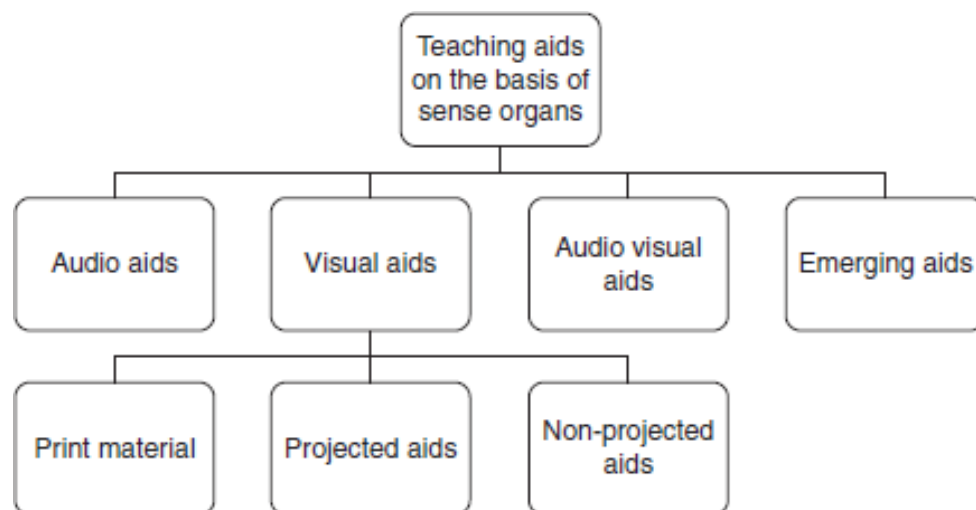 Teaching aids
on the basis of
sense organs
Audio aids
Visual aids
Audio visual
aids
Emerging aids
Print material
Projected aids
Non-projected
aids